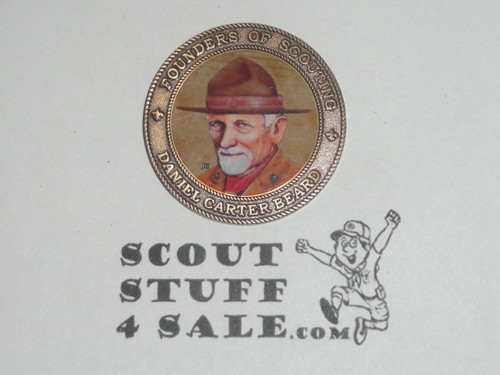 FOUNDERS OF SCOUTING
DANIEL CARTER BEARD
SCOUT
STUFF
4 SALE.COM